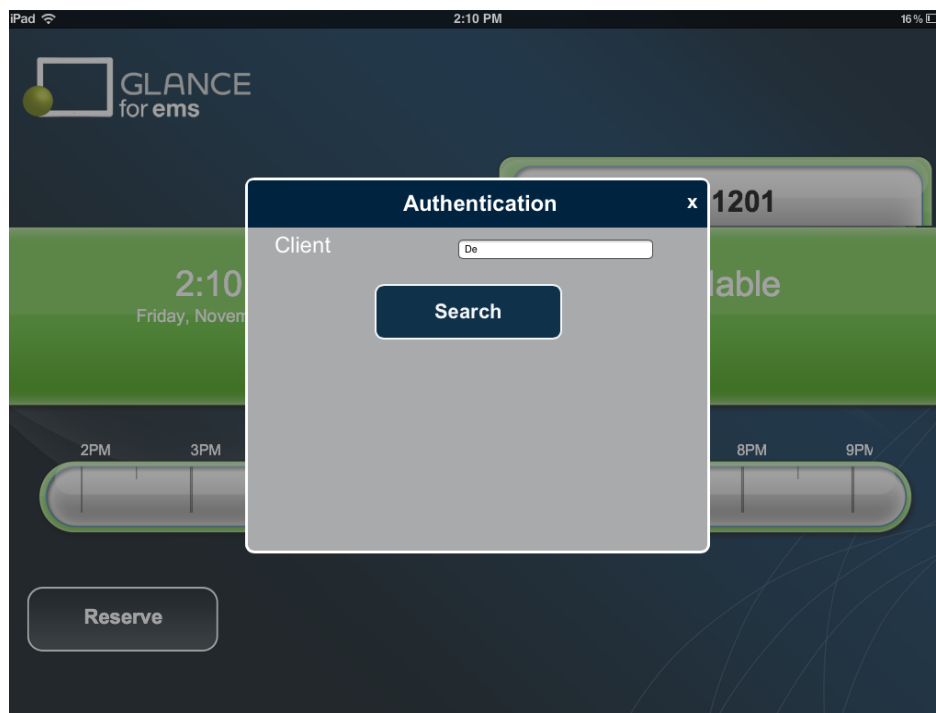 iPad 2:10 PM 16%
GLANCE
for ems
1201
Authentication x
Client De
2:10 lable
Search
Friday, Novem
2PM 3PM 8PM 9PM
Reserve